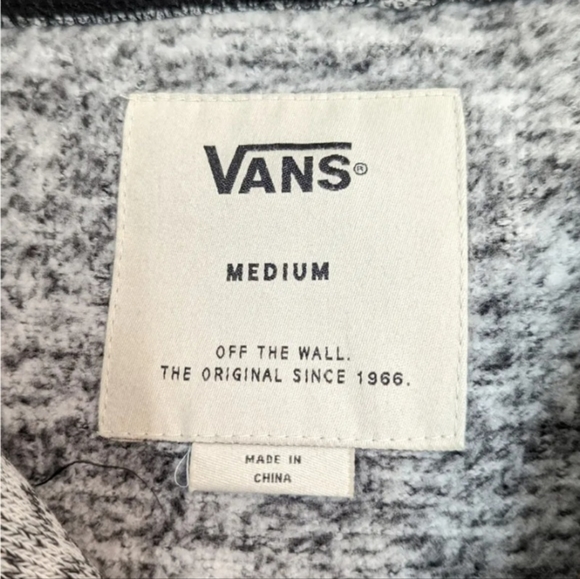 VANS®
MEDIUM
OFF THE WALL.
THE ORIGINAL SINCE 1966.
MADE IN
CHINA